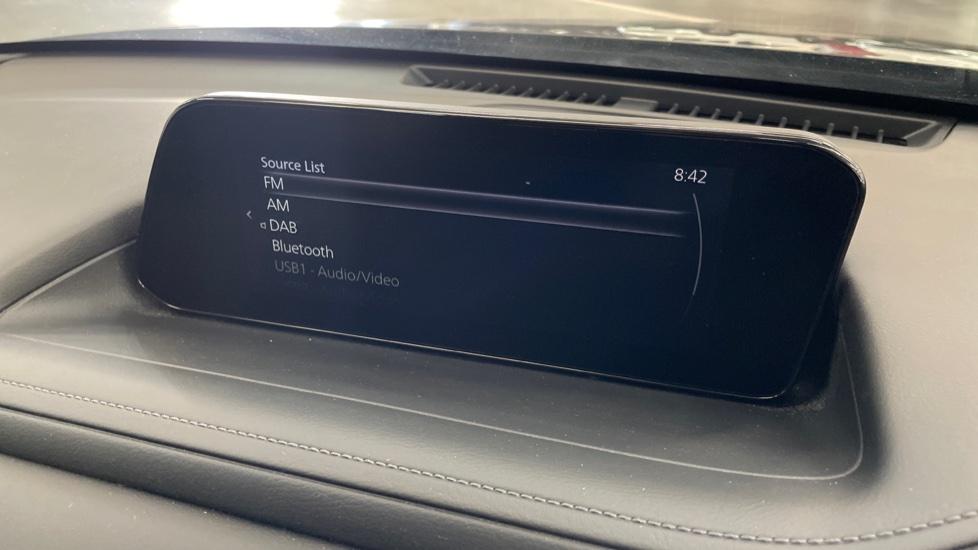 Source List
8:42
FM
AM
DAB
Bluetooth
USB1 - Audio/Video